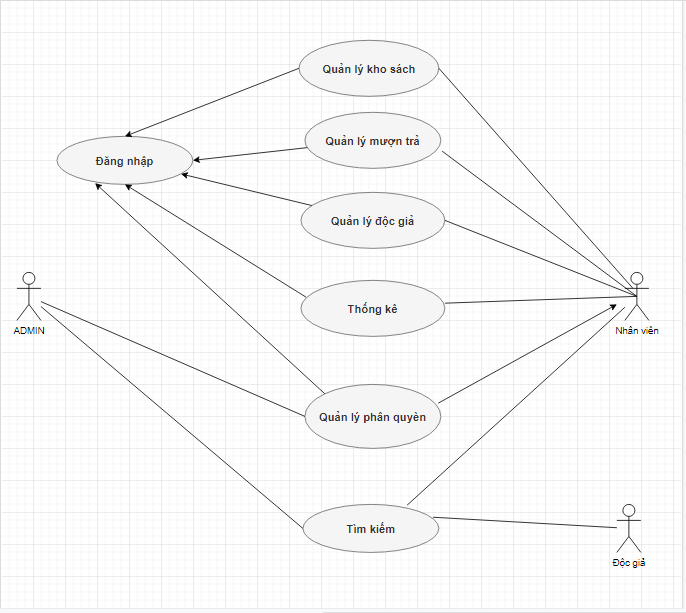 Quản lý kho sách
Quản lý mượn trả
Đăng nhập
Quản lý độc giả
Thống kê
ADMIN
Nhân viên
Quản lý phân quyèn
Tìm kiếm
Độc giả